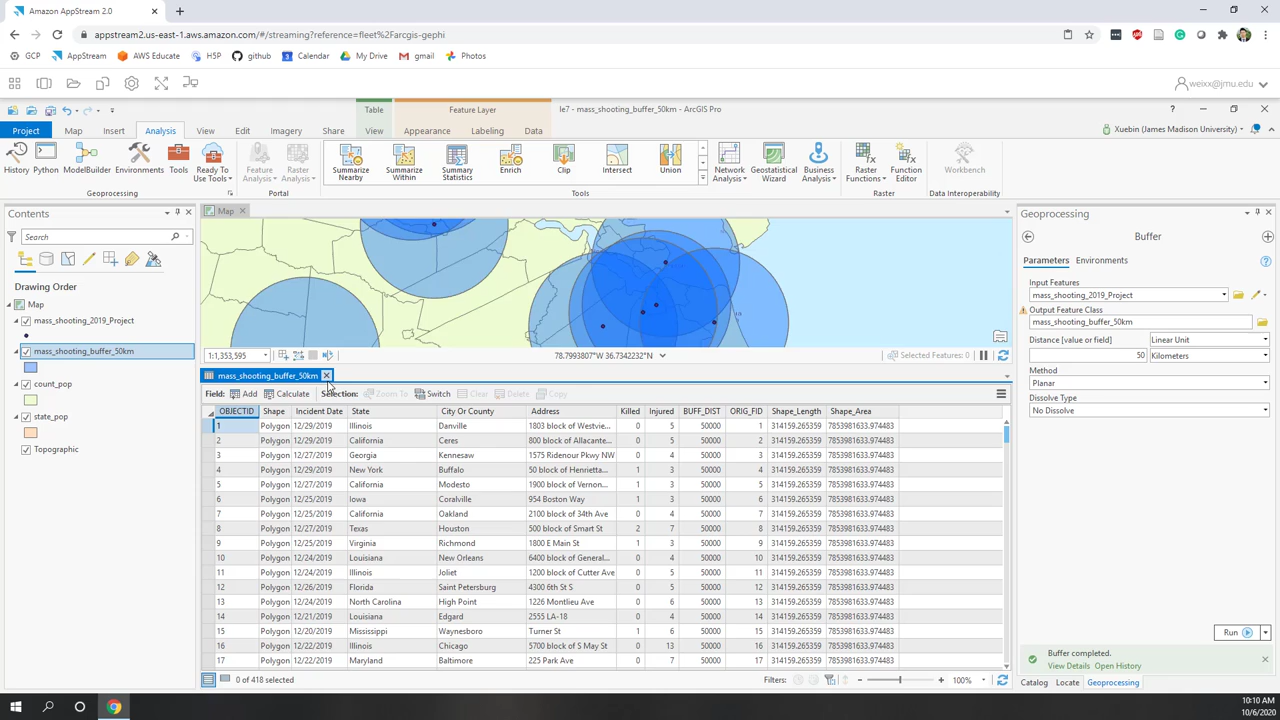 Amazon AppStream 2.0
appstream2.us-east-1.aws.amazon.com/#/streaming?reference=fleet%2Farcgis-gephi
GCP AppStream AWS Educate H5P github Calendar My Drive gmail Photos
weixx@jmu.edu
Table Feature Layer le7 - mass_shooting_buffer_50km - ArcGIS Pro
Project Map Insert Analysis View Edit Imagery Share View Appearance Labeling Data Xuebin (James Madison University)
History Python ModelBuilder Environments Tools Ready To Use Tools Feature Analysis Raster Analysis Summarize Nearby Summarize Within Summary Statistics Enrich Clip Intersect Union Network Analysis Geostatistical Wizard Business Analysis Raster Functions Function Editor Workbench
Geoprocessing Portal Tools Raster Data Interoperability
Contents
Search
Drawing Order
Map
mass_shooting_2019_Project
mass_shooting_buffer_50km
count_pop
state_pop
Topographic
Map
1:1,353,595 78.7993807°W 36.7342232°N Selected Features: 0
mass_shooting_buffer_50km
Field: Add Calculate Selection: Zoom To Switch Clear Delete Copy
OBJECTID Shape Incident Date State City Or County Address Killed Injured BUFF_DIST ORIG_FID Shape_Length Shape_Area
1 Polygon 12/29/2019 Illinois Danville 1803 block of Westvie... 0 5 50000 1 314159.265359 7853981633.974483
2 Polygon 12/29/2019 California Ceres 800 block of Allacante... 0 5 50000 2 314159.265359 7853981633.974483
3 Polygon 12/27/2019 Georgia Kennesaw 1575 Ridenour Pkwy NW 0 4 50000 3 314159.265359 7853981633.974483
4 Polygon 12/29/2019 New York Buffalo 50 block of Henrietta... 1 3 50000 4 314159.265359 7853981633.974483
5 Polygon 12/27/2019 California Modesto 1900 block of Vernon... 1 3 50000 5 314159.265359 7853981633.974483
6 Polygon 12/25/2019 Iowa Coralville 954 Boston Way 1 3 50000 6 314159.265359 7853981633.974483
7 Polygon 12/25/2019 California Oakland 2100 block of 34th Ave 0 4 50000 7 314159.265359 7853981633.974483
8 Polygon 12/27/2019 Texas Houston 500 block of Smart St 2 7 50000 8 314159.265359 7853981633.974483
9 Polygon 12/25/2019 Virginia Richmond 1800 E Main St 1 3 50000 9 314159.265359 7853981633.974483
10 Polygon 12/24/2019 Louisiana New Orleans 6400 block of General... 0 4 50000 10 314159.265359 7853981633.974483
11 Polygon 12/24/2019 Illinois Joliet 1200 block of Cutter Ave 0 4 50000 11 314159.265359 7853981633.974483
12 Polygon 12/26/2019 Florida Saint Petersburg 4300 6th St S 0 5 50000 12 314159.265359 7853981633.974483
13 Polygon 12/24/2019 North Carolina High Point 1226 Montlieu Ave 0 6 50000 13 314159.265359 7853981633.974483
14 Polygon 12/21/2019 Louisiana Edgard 2555 LA-18 0 4 50000 14 314159.265359 7853981633.974483
15 Polygon 12/20/2019 Mississippi Waynesboro Turner St 1 6 50000 15 314159.265359 7853981633.974483
16 Polygon 12/22/2019 Illinois Chicago 5700 block of S May St 0 13 50000 16 314159.265359 7853981633.974483
17 Polygon 12/22/2019 Maryland Baltimore 225 Park Ave 0 7 50000 17 314159.265359 7853981633.974483
0 of 418 selected Filters: 100%
Geoprocessing
Buffer
Parameters Environments
Input Features
mass_shooting_2019_Project
Output Feature Class
mass_shooting_buffer_50km
Distance [value or field] Linear Unit
50 Kilometers
Method
Planar
Dissolve Type
No Dissolve
Run
Buffer completed.
View Details Open History
Catalog Locate Geoprocessing
10:10 AM
10/6/2020